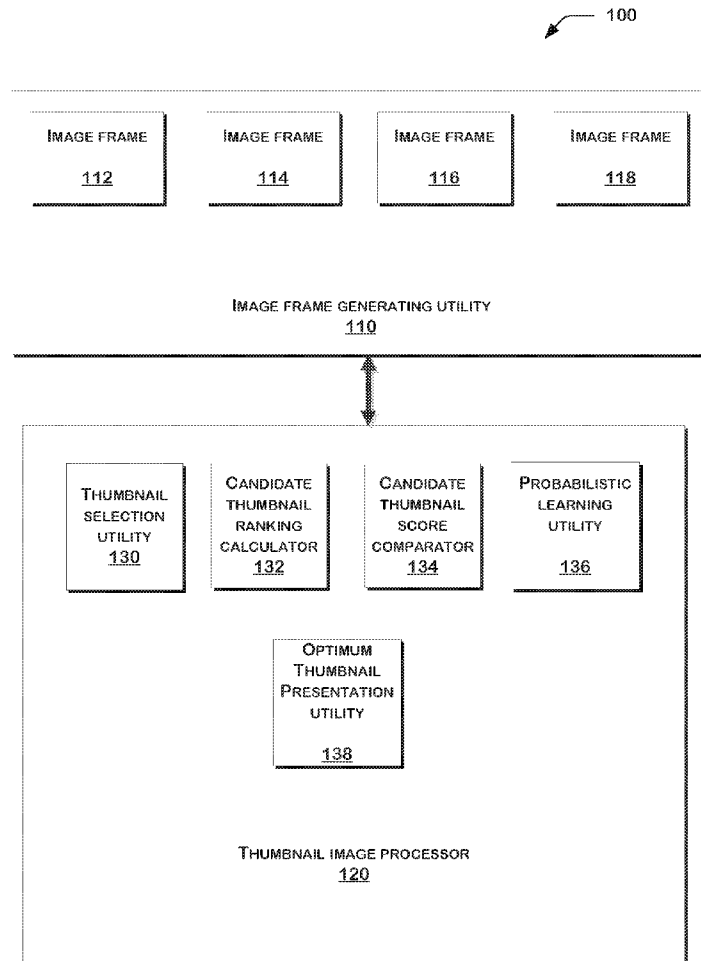 100
IMAGE FRAME
112
IMAGE FRAME
114
IMAGE FRAME
116
IMAGE FRAME
118
IMAGE FRAME GENERATING UTILITY
110
THUMBNAIL
SELECTION
UTILITY
130
CANDIDATE
THUMBNAIL
RANKING
CALCULATOR
132
CANDIDATE
THUMBNAIL
SCORE
COMPARATOR
134
PROBABILISTIC
LEARNING
UTILITY
136
OPTIMUM
THUMBNAIL
PRESENTATION
UTILITY
138
THUMBNAIL IMAGE PROCESSOR
120